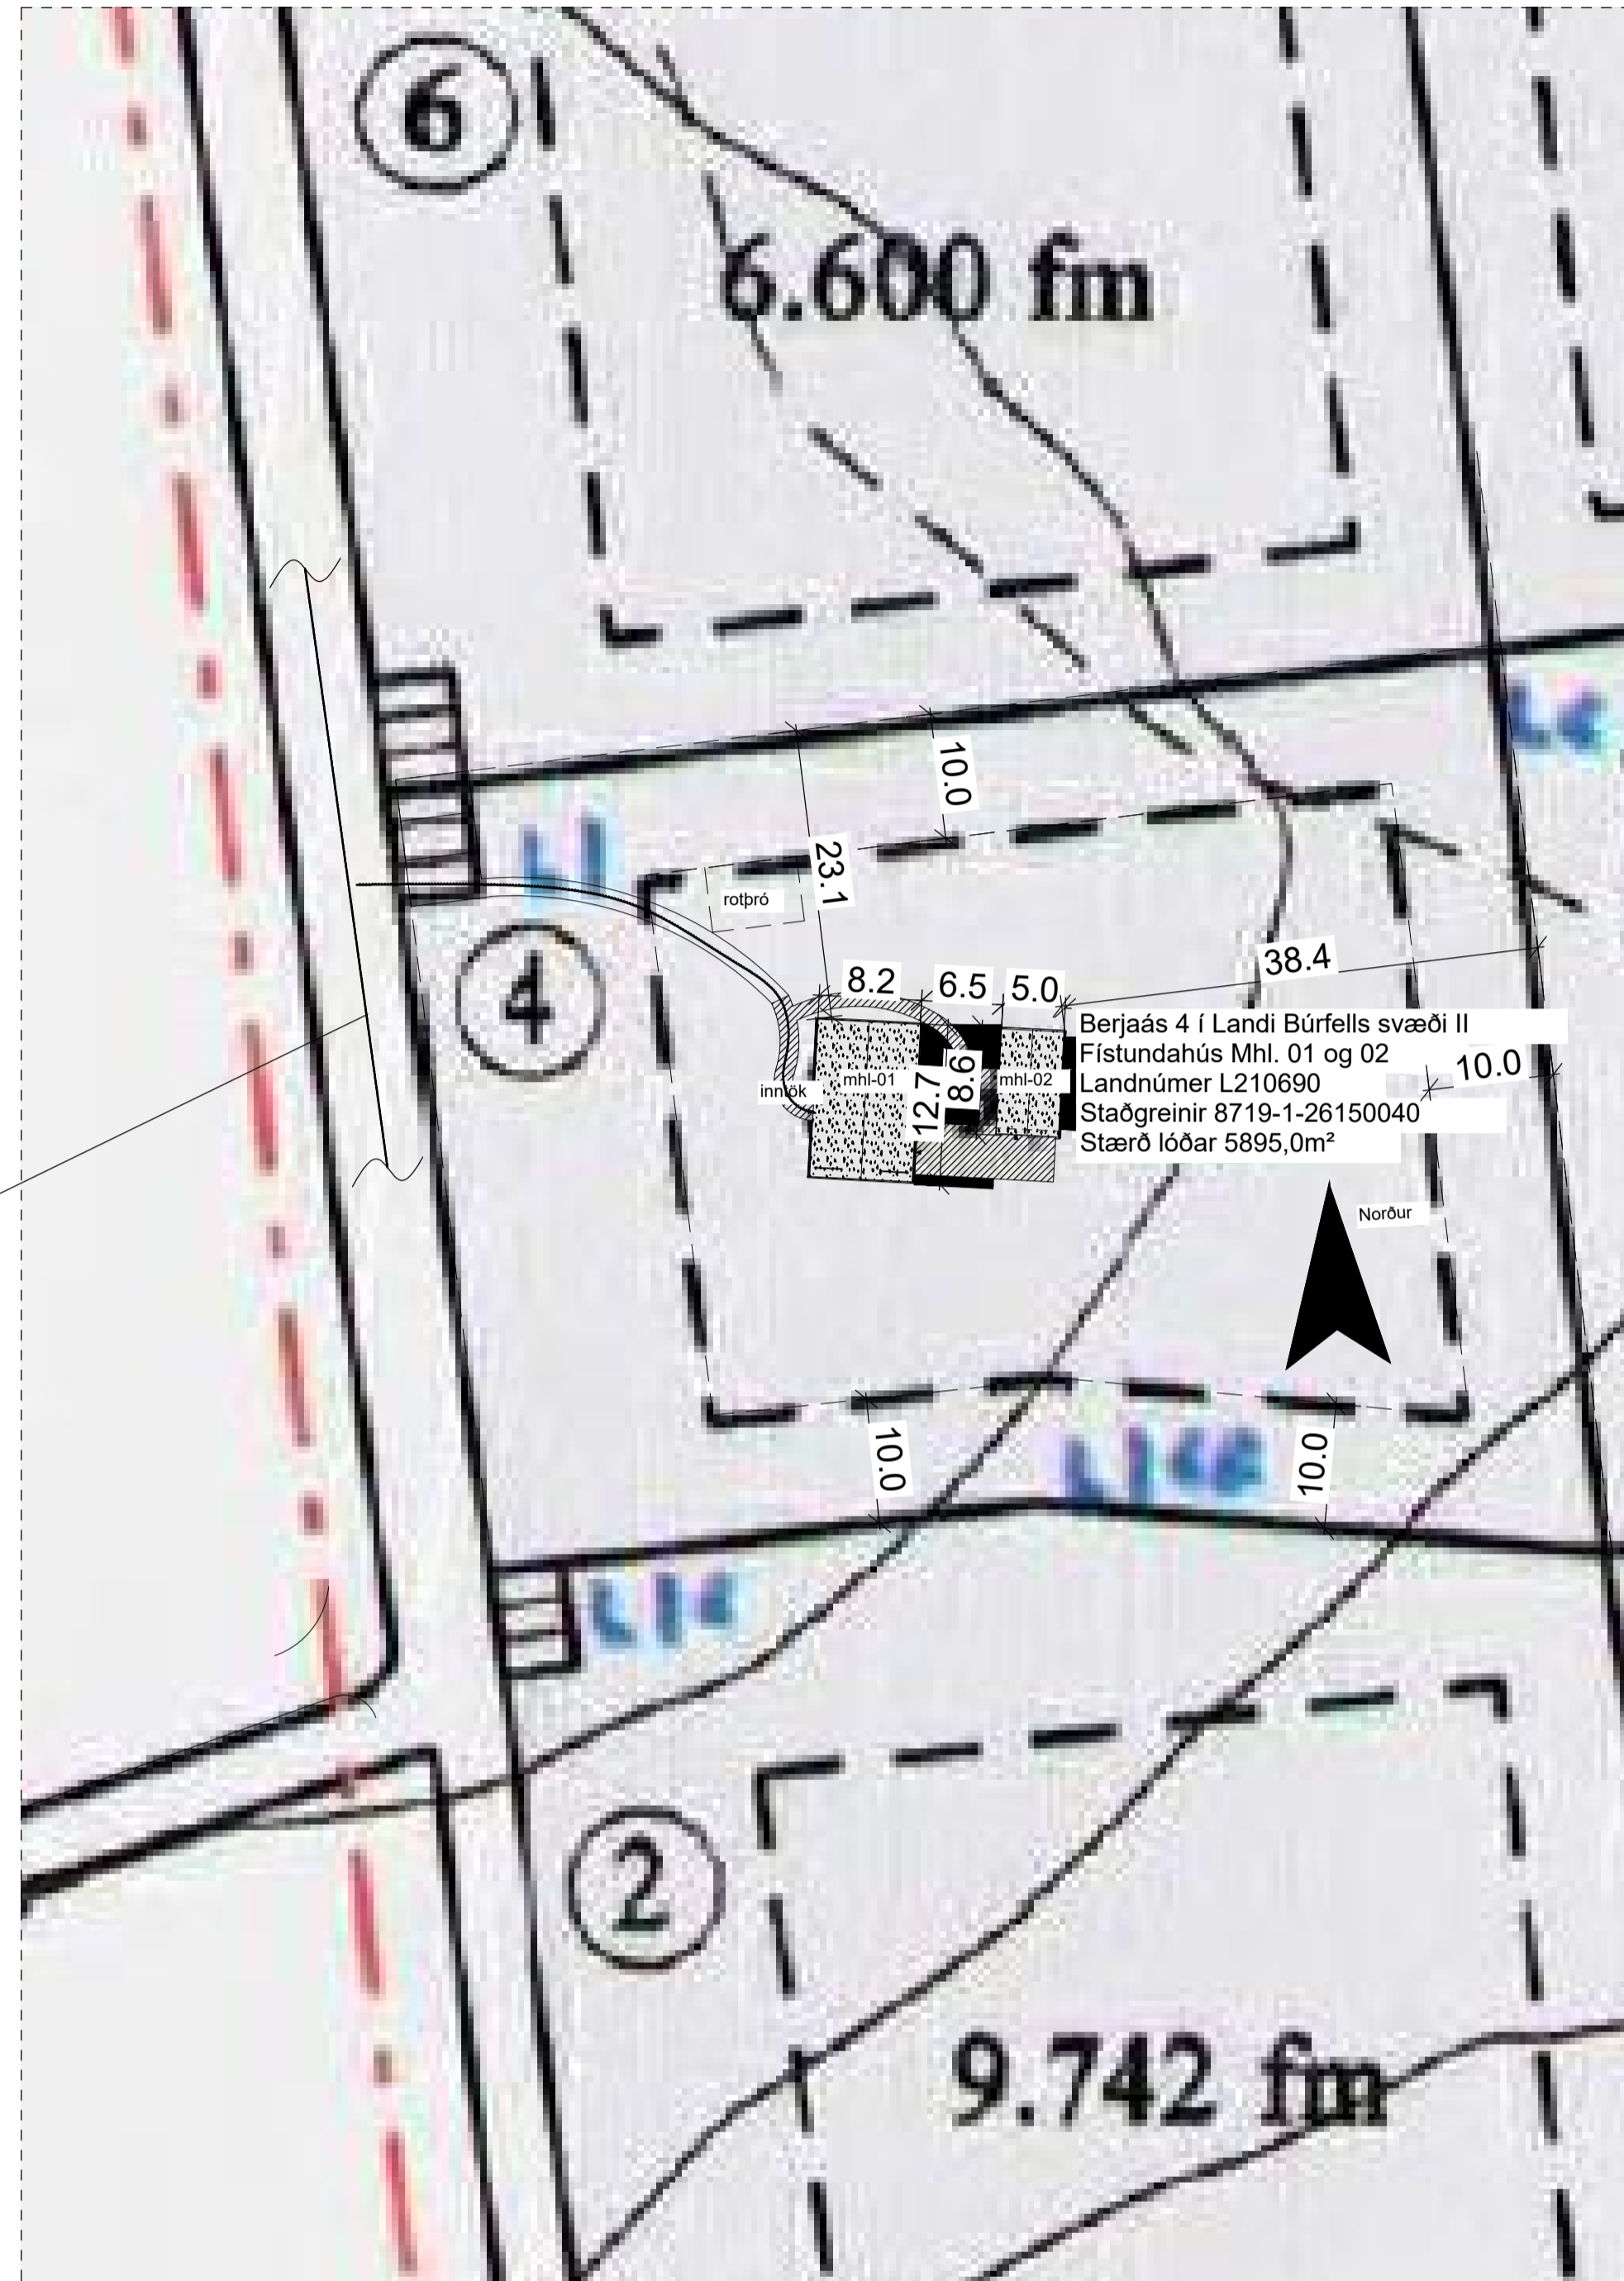 6
6.600 fm
10.0
23.1
rotþró
4
38.4
8.2
6.5
5.0
Berjaás 4 í Landi Búrfells svæði II
Fístundahús Mhl. 01 og 02
Landnúmer L210690
Staðgreinir 8719-1-26150040
Stærð lóðar 5895,0m²
10.0
mhl-01
mhl-02
inntök
12.7
8.6
Norður
10.0
10.0
2
9.742 fm